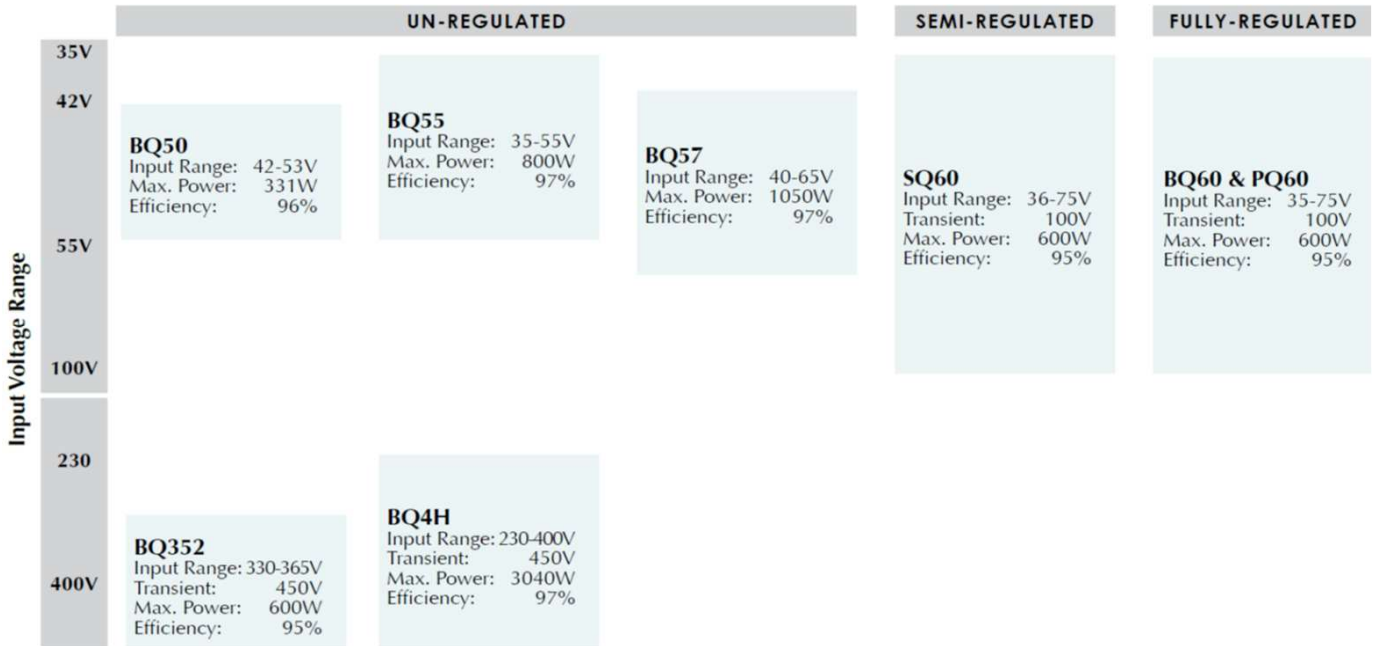 UN-REGULATED
SEMI-REGULATED
FULLY-REGULATED
Input Voltage Range
35V
42V
55V
100V
230
400V
BQ50
Input Range: 42-53V
Max. Power: 331W
Efficiency: 96%
BQ55
Input Range: 35-55V
Max. Power: 800W
Efficiency: 97%
BQ57
Input Range: 40-65V
Max. Power: 1050W
Efficiency: 97%
SQ60
Input Range: 36-75V
Transient: 100V
Max. Power: 600W
Efficiency: 95%
BQ60 & PQ60
Input Range: 35-75V
Transient: 100V
Max. Power: 600W
Efficiency: 95%
BQ352
Input Range: 330-365V
Transient: 450V
Max. Power: 600W
Efficiency: 95%
BQ4H
Input Range: 230-400V
Transient: 450V
Max. Power: 3040W
Efficiency: 97%